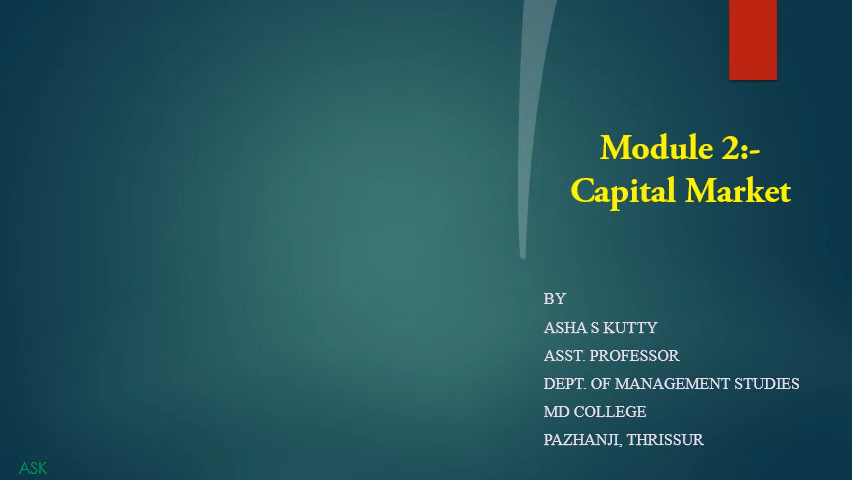 Module 2:-
Capital Market
BY
ASHA S KUTTY
ASST. PROFESSOR
DEPT. OF MANAGEMENT STUDIES
MD COLLEGE
PAZHANJI, THRISSUR
ASK